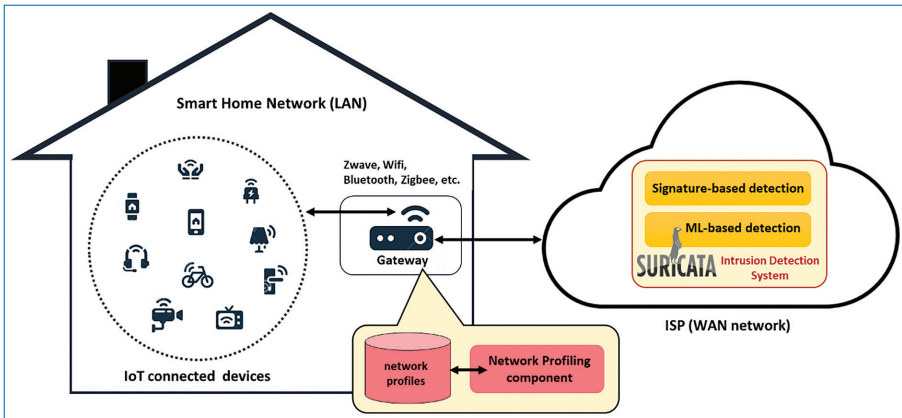 Smart Home Network (LAN)
Zwave, Wifi,
Bluetooth, Zigbee, etc.
Gateway
IoT connected devices
network
profiles
Network Profiling
component
Signature-based detection
ML-based detection
SURICATA
Intrusion Detection
System
ISP (WAN network)